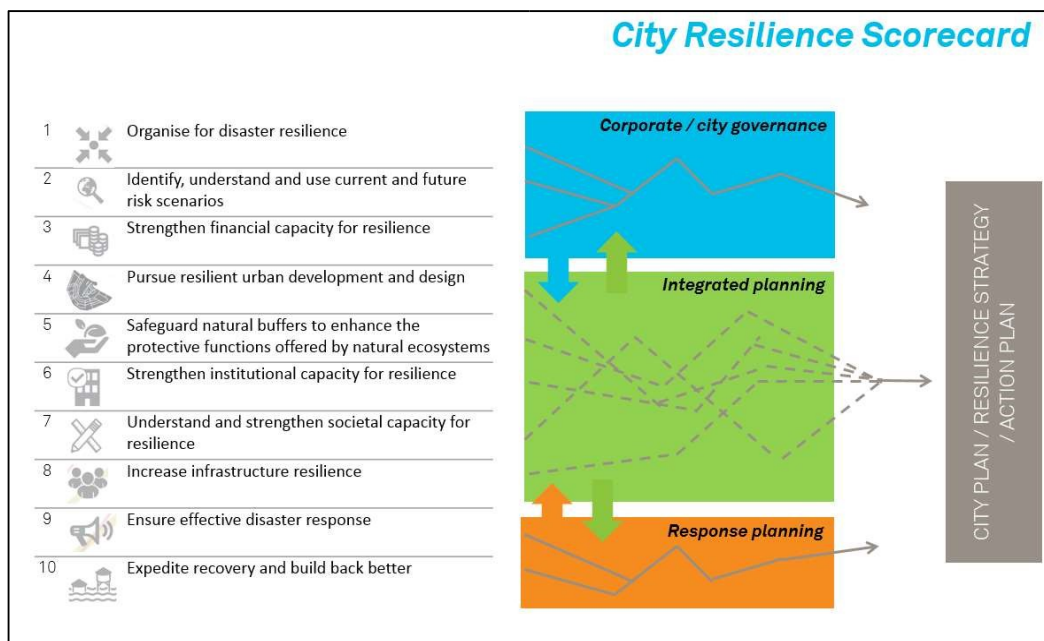 City Resilience Scorecard
1 Organise for disaster resilience
2 Identify, understand and use current and future
risk scenarios
3 Strengthen financial capacity for resilience
4 Pursue resilient urban development and design
5 Safeguard natural buffers to enhance the
protective functions offered by natural ecosystems
6 Strengthen institutional capacity for resilience
7 Understand and strengthen societal capacity for
resilience
8 Increase infrastructure resilience
9 Ensure effective disaster response
10 Expedite recovery and build back better
Corporate / city governance
Integrated planning
Response planning
CITY PLAN / RESILIENCE STRATEGY
/ ACTION PLAN